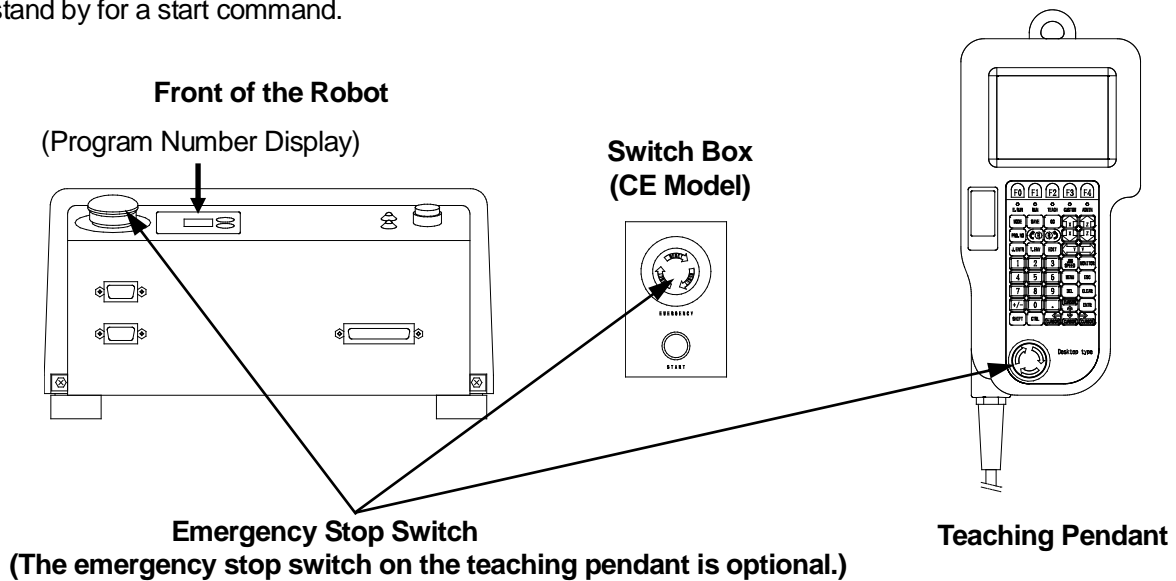 stand by for a start command.
Front of the Robot
(Program Number Display)
Switch Box
(CE Model)
EMERGENCY
START
F0 F1 F2 F3 F4
1 2 3
4 5 6
7 8 9
+/- 0 .
SHIFT CTRL
Desktop type
Emergency Stop Switch
(The emergency stop switch on the teaching pendant is optional.)
Teaching Pendant